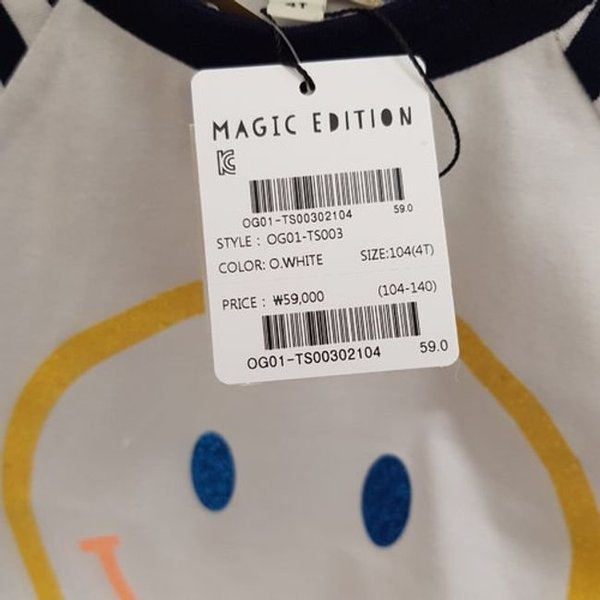 4T
MAGIC EDITION
KC
OG01-TS00302104 59.0
STYLE : OG01-TS003
COLOR: O.WHITE SIZE:104(4T)
PRICE : ₩59,000 (104-140)
OG01-TS00302104 59.0